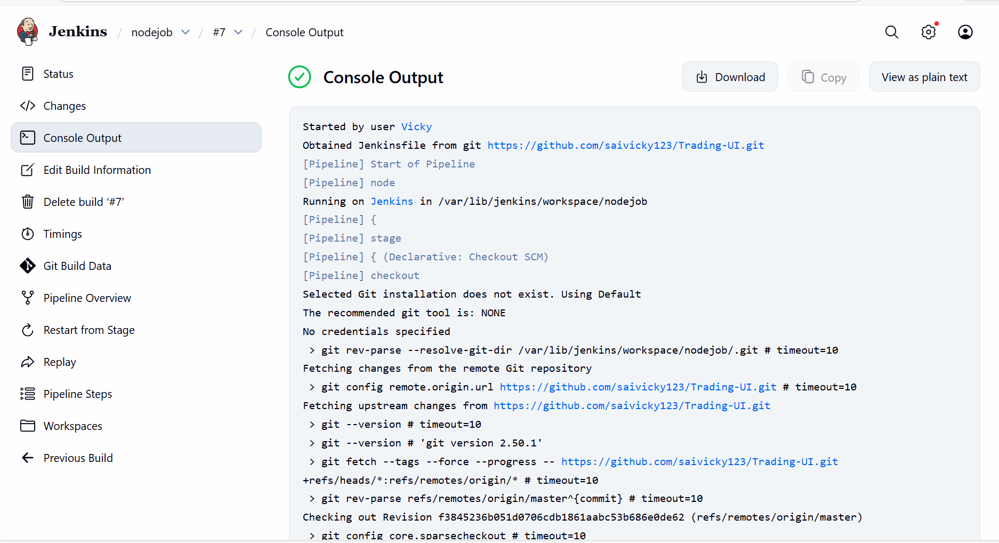 Jenkins / nodejob / #7 / Console Output
Status
Changes
Console Output
Edit Build Information
Delete build ‘#7’
Timings
Git Build Data
Pipeline Overview
Restart from Stage
Replay
Pipeline Steps
Workspaces
Previous Build
Console Output
Download
Copy
View as plain text
Started by user Vicky
Obtained Jenkinsfile from git https://github.com/saivicky123/Trading-UI.git
[Pipeline] Start of Pipeline
[Pipeline] node
Running on Jenkins in /var/lib/jenkins/workspace/nodejob
[Pipeline] {
[Pipeline] stage
[Pipeline] { (Declarative: Checkout SCM)
[Pipeline] checkout
Selected Git installation does not exist. Using Default
The recommended git tool is: NONE
No credentials specified
> git rev-parse --resolve-git-dir /var/lib/jenkins/workspace/nodejob/.git # timeout=10
Fetching changes from the remote Git repository
> git config remote.origin.url https://github.com/saivicky123/Trading-UI.git # timeout=10
Fetching upstream changes from https://github.com/saivicky123/Trading-UI.git
> git --version # timeout=10
> git --version # 'git version 2.50.1'
> git fetch --tags --force --progress -- https://github.com/saivicky123/Trading-UI.git
+refs/heads/*:refs/remotes/origin/* # timeout=10
> git rev-parse refs/remotes/origin/master^{commit} # timeout=10
Checking out Revision f3845236b051d0706cdb1861aabc53b686e0de62 (refs/remotes/origin/master)
> git config core.sparsecheckout # timeout=10